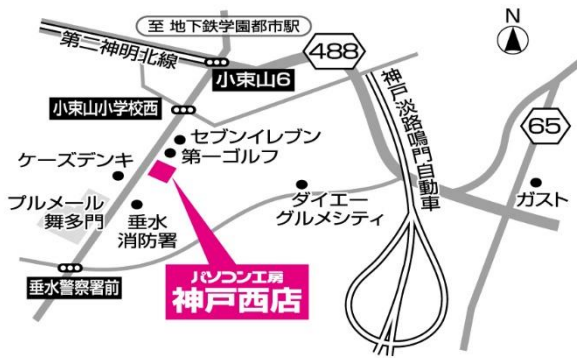 至 地下鉄学園都市駅
N
第二神明北線
488
小束山6
小束山小学校西
神戸淡路鳴門自動車
65
セブンイレブン
第一ゴルフ
ケーズデンキ
プルメール
舞多門
垂水
消防署
ダイエー
グルメシティ
ガスト
垂水警察署前
パソコン工房
神戸西店